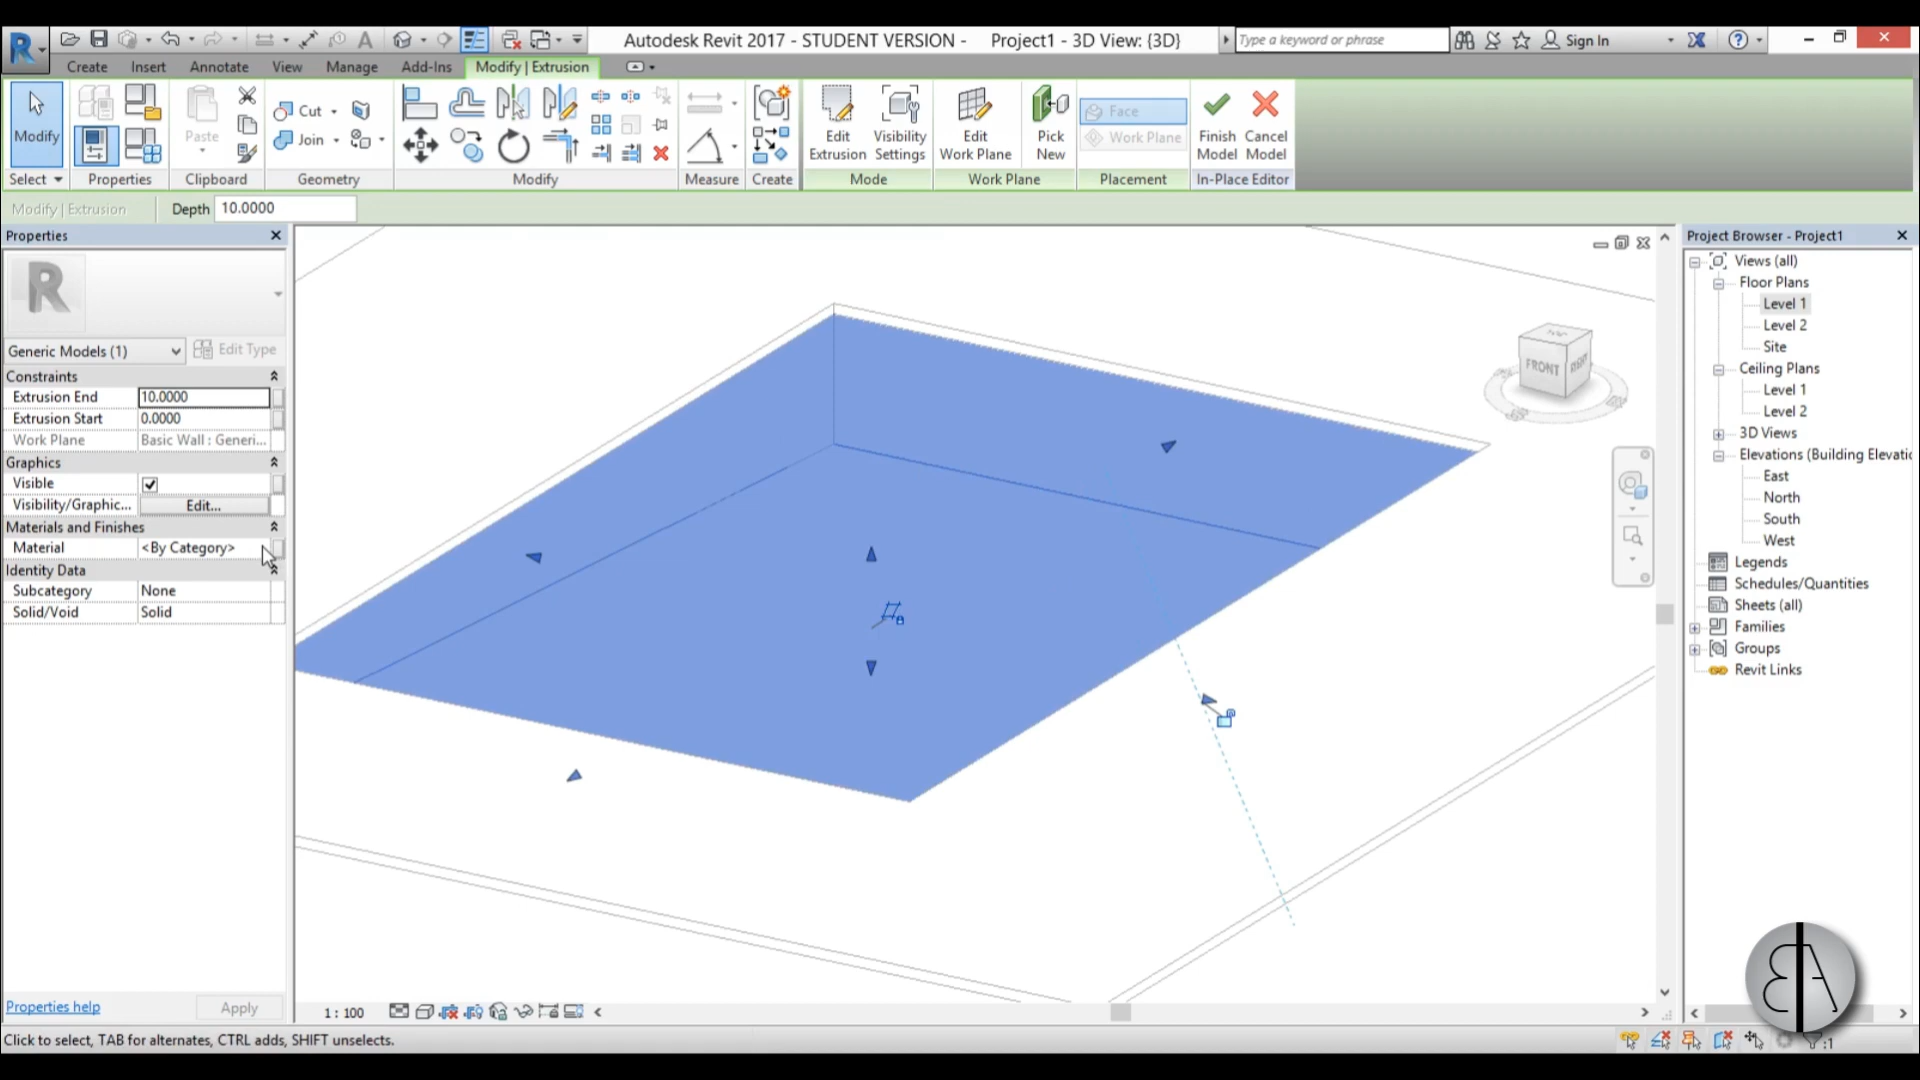 Autodesk Revit 2017 - STUDENT VERSION - Project1 - 3D View: {3D}
Type a keyword or phrase
Sign In
Create Insert Annotate View Manage Add-Ins Modify | Extrusion
Modify
Paste
Cut
Join
Edit Extrusion
Visibility Settings
Edit Work Plane
Pick New
Face
Work Plane
Finish Model
Cancel Model
Select Properties Clipboard Geometry Modify Measure Create Mode Work Plane Placement In-Place Editor
Modify | Extrusion Depth 10.0000
Properties
R
Generic Models (1) Edit Type
Constraints
Extrusion End 10.0000
Extrusion Start 0.0000
Work Plane Basic Wall : Generi...
Graphics
Visible
Visibility/Graphic... Edit...
Materials and Finishes
Material <By Category>
Identity Data
Subcategory None
Solid/Void Solid
Properties help Apply
FRONT
1 : 100
Project Browser - Project1
Views (all)
Floor Plans
Level 1
Level 2
Site
Ceiling Plans
Level 1
Level 2
3D Views
Elevations (Building Elevatio
East
North
South
West
Legends
Schedules/Quantities
Sheets (all)
Families
Groups
Revit Links
Click to select, TAB for alternates, CTRL adds, SHIFT unselects.
:1